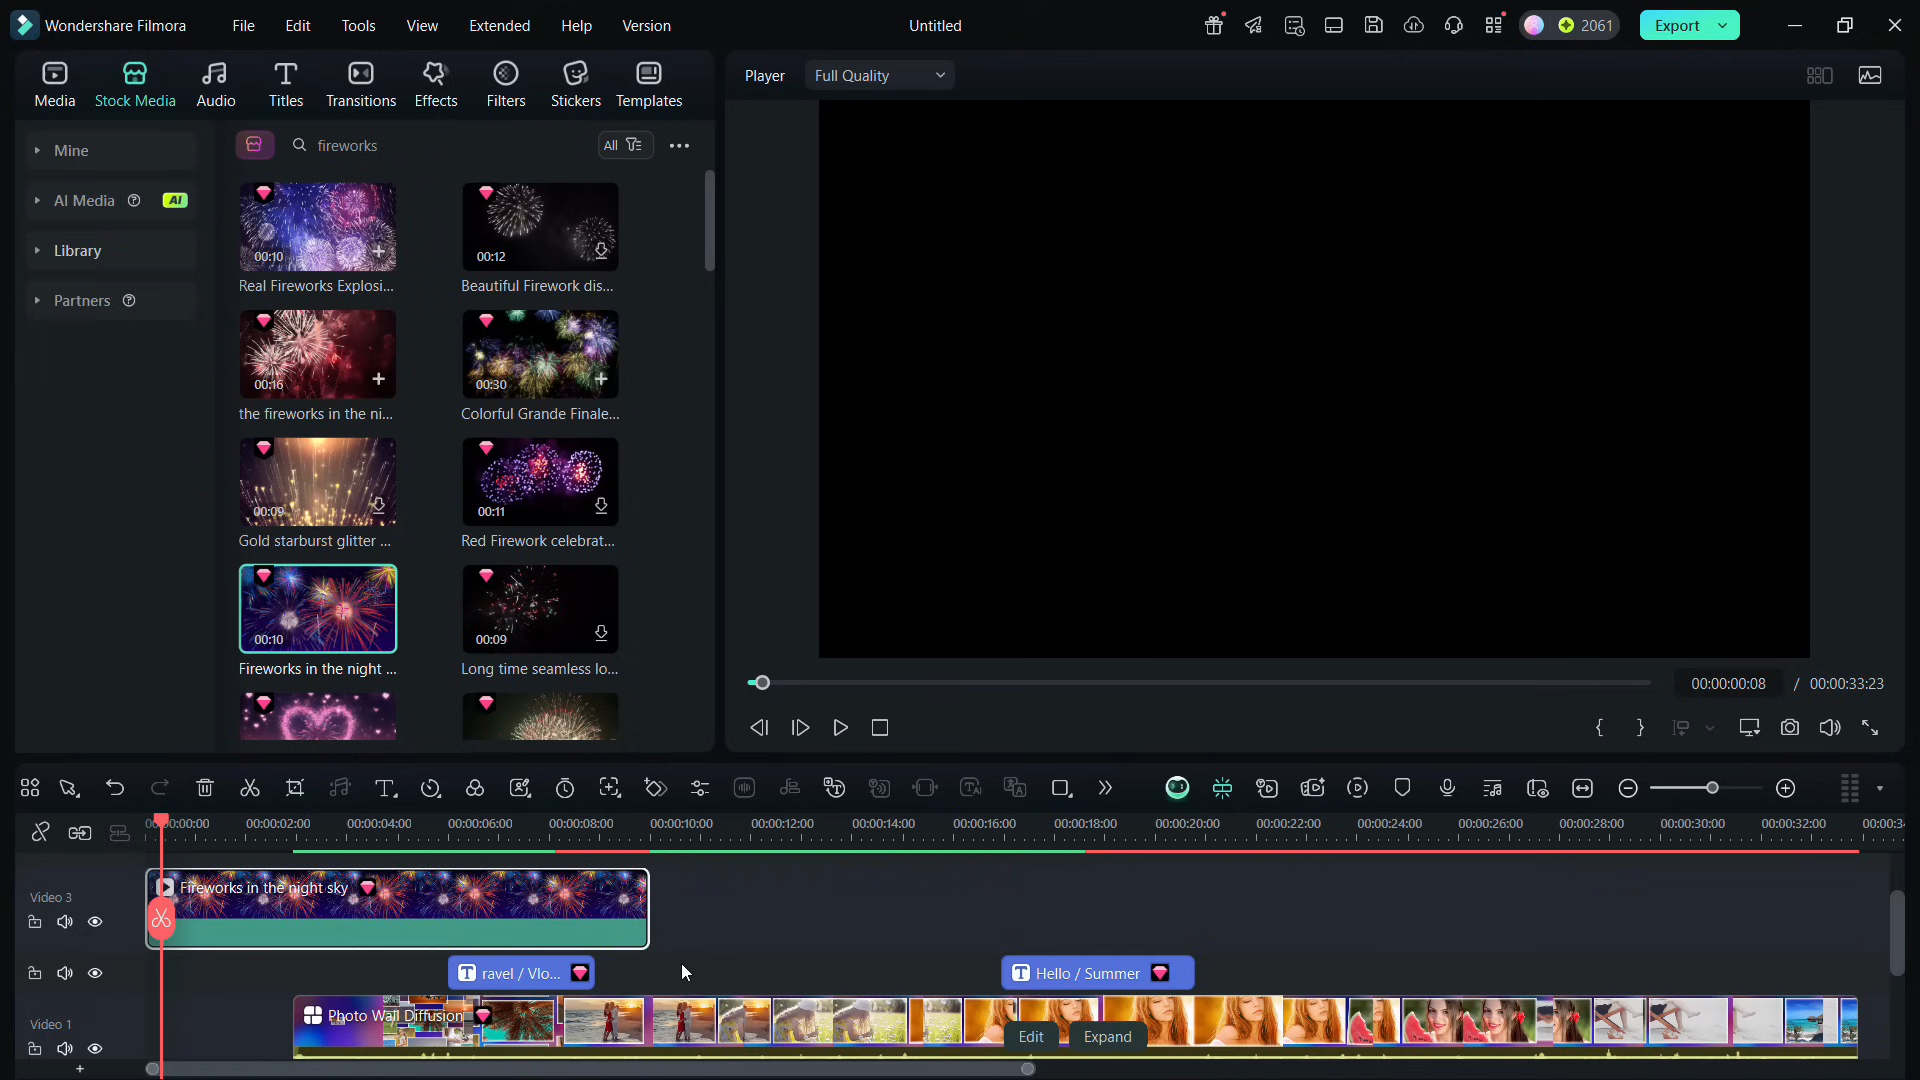 Wondershare Filmora File Edit Tools View Extended Help Version Untitled 2061 Export
Media Stock Media Audio Titles Transitions Effects Filters Stickers Templates
Player Full Quality
Mine
AI Media AI
Library
Partners
fireworks All
00:10
Real Fireworks Explosi...
00:12
Beautiful Firework dis...
00:16
the fireworks in the ni...
00:30
Colorful Grande Finale...
00:09
Gold starburst glitter ...
00:11
Red Firework celebrat...
00:10
Fireworks in the night ...
00:09
Long time seamless lo...
00:00:00:08 / 00:00:33:23
00:00:00:00 00:00:02:00 00:00:04:00 00:00:06:00 00:00:08:00 00:00:10:00 00:00:12:00 00:00:14:00 00:00:16:00 00:00:18:00 00:00:20:00 00:00:22:00 00:00:24:00 00:00:26:00 00:00:28:00 00:00:30:00 00:00:32:00 00:00:3
Video 3
Fireworks in the night sky
ravel / Vlo...
Hello / Summer
Video 1
Photo Wall Diffusion
Edit Expand